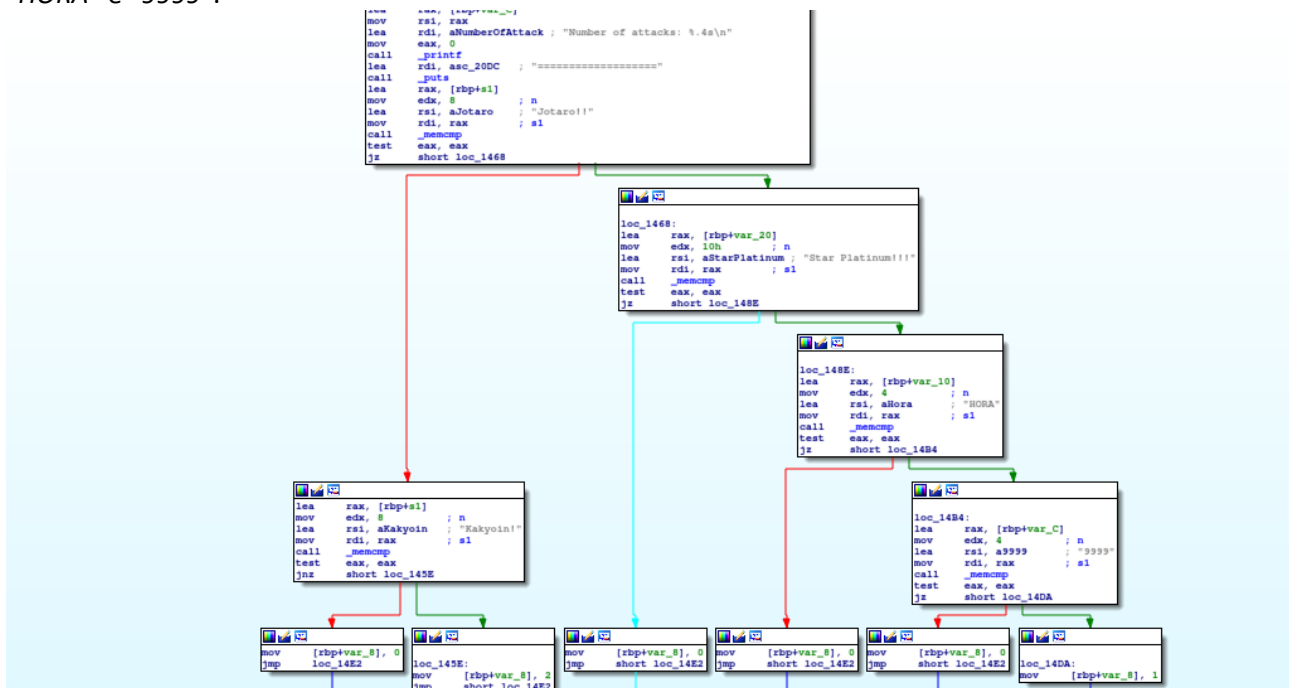 "HORA" e "9999".
lea rax, [rbp+var_C]
mov rsi, rax
lea rdi, aNumberOfAttack ; "Number of attacks: %.4s\n"
mov eax, 0
call _printf
lea rdi, asc_20DC ; "==================="
call _puts
lea rax, [rbp+s1]
mov edx, 8 ; n
lea rsi, aJotaro ; "Jotaro!!"
mov rdi, rax ; s1
call _memcmp
test eax, eax
jz short loc_1468
loc_1468:
lea rax, [rbp+var_20]
mov edx, 10h ; n
lea rsi, aStarPlatinum ; "Star Platinum!!!"
mov rdi, rax ; s1
call _memcmp
test eax, eax
jz short loc_148E
loc_148E:
lea rax, [rbp+var_10]
mov edx, 4 ; n
lea rsi, aHora ; "HORA"
mov rdi, rax ; s1
call _memcmp
test eax, eax
jz short loc_14B4
lea rax, [rbp+s1]
mov edx, 8 ; n
lea rsi, aKakyoin ; "Kakyoin!"
mov rdi, rax ; s1
call _memcmp
test eax, eax
jnz short loc_145E
loc_14B4:
lea rax, [rbp+var_C]
mov edx, 4 ; n
lea rsi, a9999 ; "9999"
mov rdi, rax ; s1
call _memcmp
test eax, eax
jz short loc_14DA
mov [rbp+var_8], 0
jmp loc_14E2
loc_145E:
mov [rbp+var_8], 2
jmp short loc_14E2
mov [rbp+var_8], 0
jmp short loc_14E2
mov [rbp+var_8], 0
jmp short loc_14E2
mov [rbp+var_8], 0
jmp short loc_14E2
loc_14DA:
mov [rbp+var_8], 1